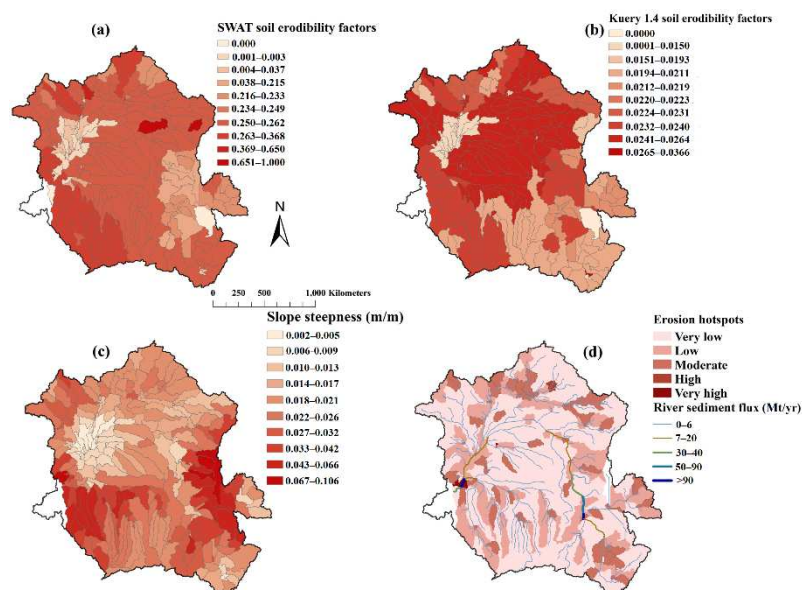 (a)
SWAT soil erodibility factors
0.000
0.001–0.003
0.004–0.037
0.038–0.215
0.216–0.233
0.234–0.249
0.250–0.262
0.263–0.368
0.369–0.650
0.651–1.000
(b)
Kuery 1.4 soil erodibility factors
0.0000
0.0001–0.0150
0.0151–0.0193
0.0194–0.0211
0.0212–0.0219
0.0220–0.0223
0.0224–0.0231
0.0232–0.0240
0.0241–0.0264
0.0265–0.0366
N
0 250 500 1,000 Kilometers
(c)
Slope steepness (m/m)
0.002–0.005
0.006–0.009
0.010–0.013
0.014–0.017
0.018–0.021
0.022–0.026
0.027–0.032
0.033–0.042
0.043–0.066
0.067–0.106
(d)
Erosion hotspots
Very low
Low
Moderate
High
Very high
River sediment flux (Mt/yr)
0–6
7–20
30–40
50–90
>90